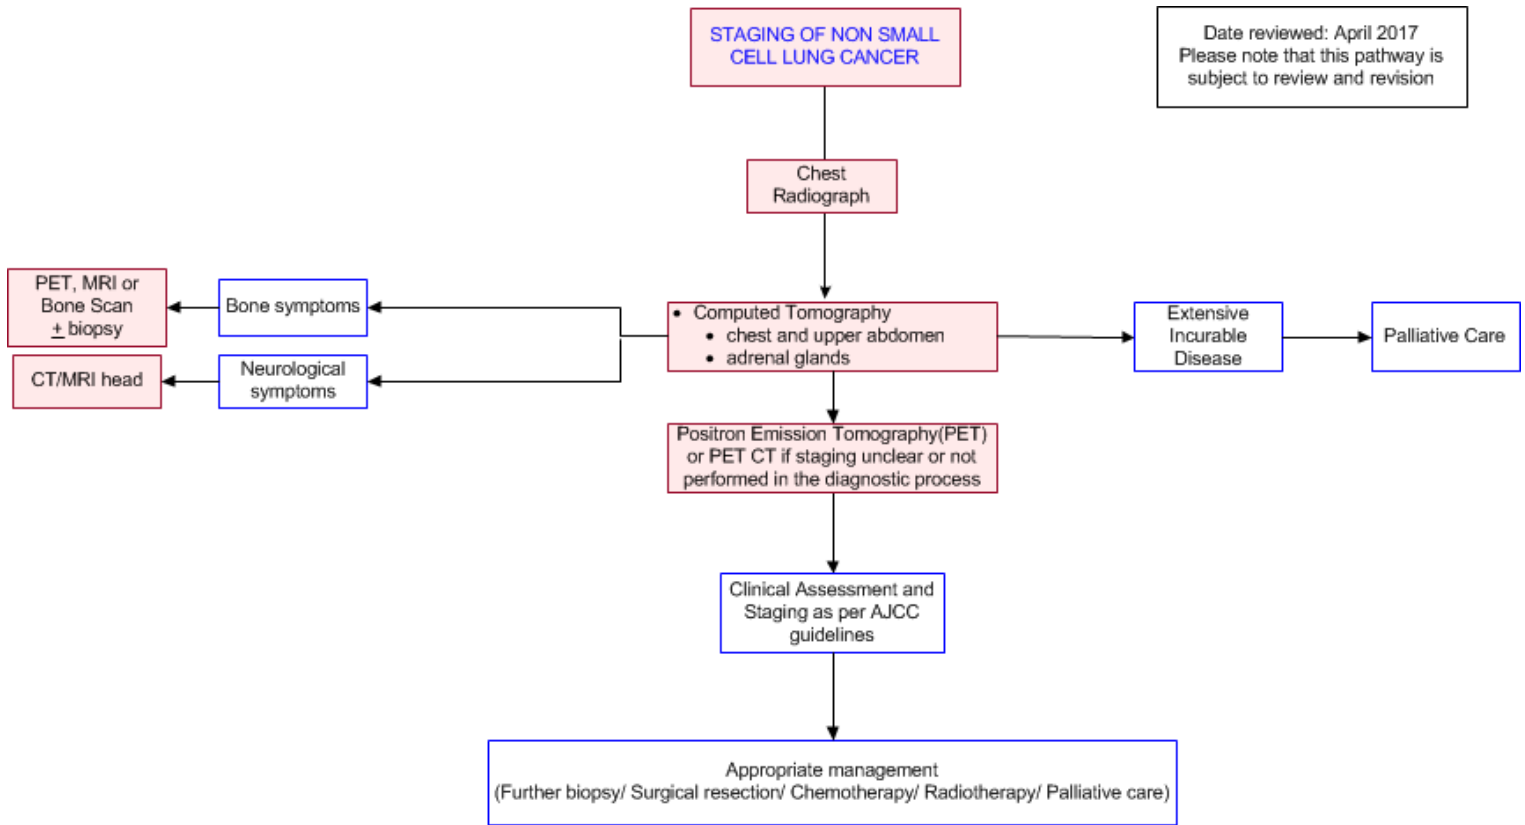 STAGING OF NON SMALL
CELL LUNG CANCER
Date reviewed: April 2017
Please note that this pathway is
subject to review and revision
Chest
Radiograph
PET, MRI or
Bone Scan
+ biopsy
Bone symptoms
• Computed Tomography
• chest and upper abdomen
• adrenal glands
Extensive
Incurable
Disease
Palliative Care
CT/MRI head
Neurological
symptoms
Positron Emission Tomography(PET)
or PET CT if staging unclear or not
performed in the diagnostic process
Clinical Assessment and
Staging as per AJCC
guidelines
Appropriate management
(Further biopsy/ Surgical resection/ Chemotherapy/ Radiotherapy/ Palliative care)